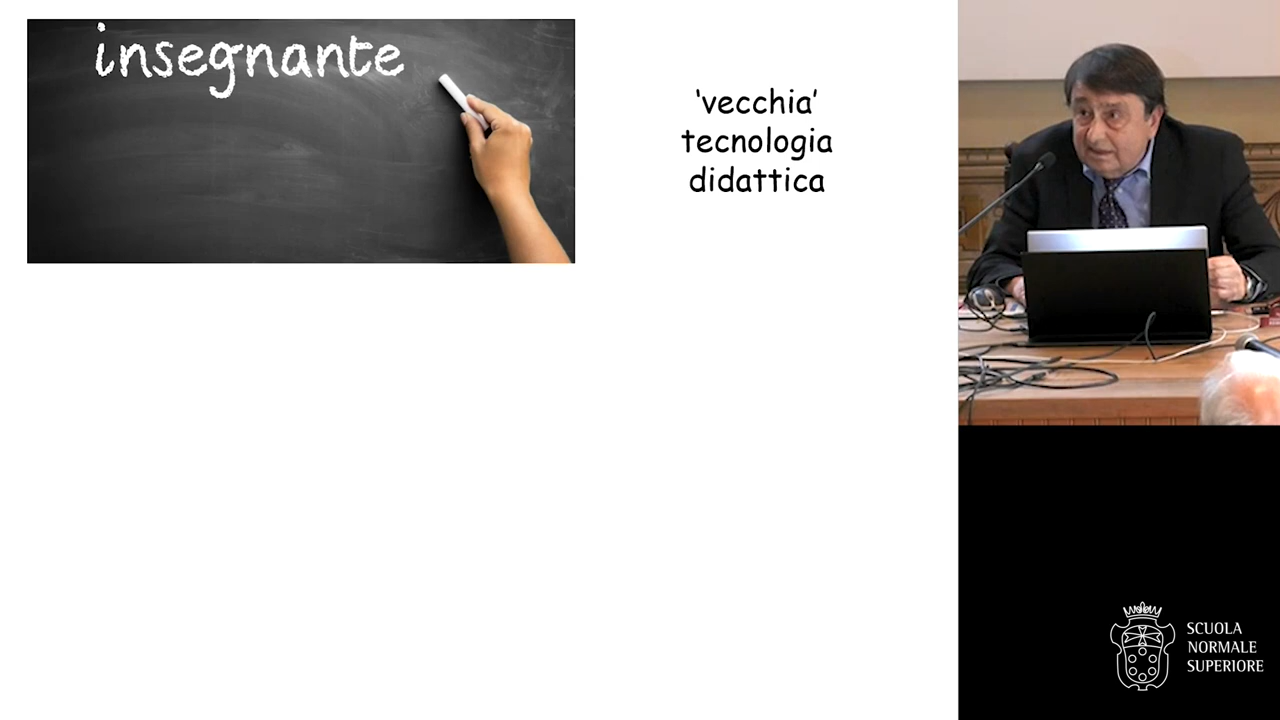 insegnante
‘vecchia’
tecnologia
didattica
SCUOLA
NORMALE
SUPERIORE